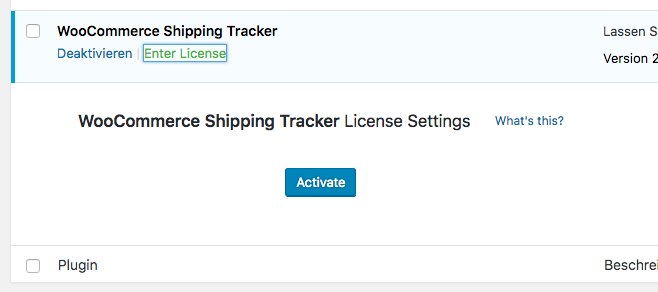 WooCommerce Shipping Tracker
Lassen S
Deaktivieren | Enter License
Version 2
WooCommerce Shipping Tracker License Settings What's this?
Activate
Plugin
Beschrei